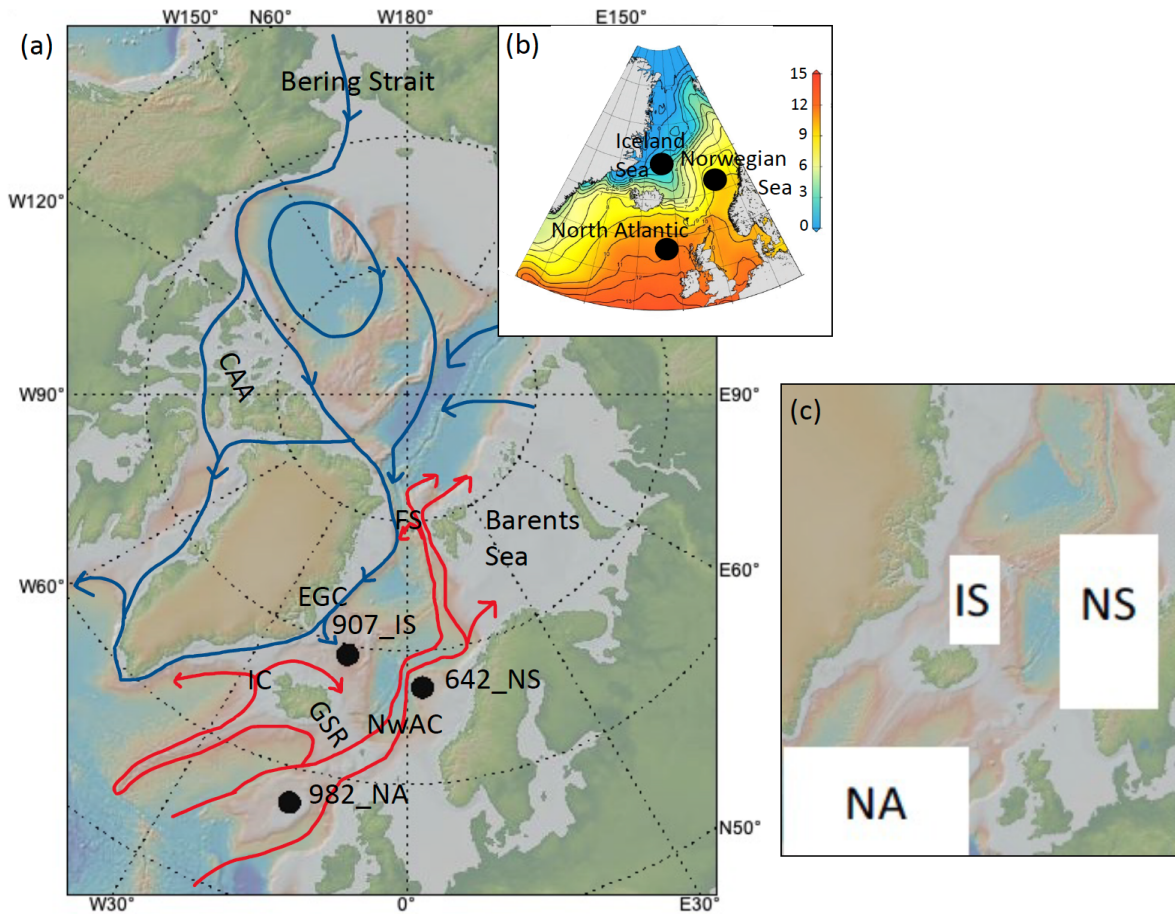 W150° N60° W180° E150°
(a)
Bering Strait
W120°
CAA
W90°
FS
Barents
Sea
W60°
EGC
907_IS
IC
642_NS
GSR
NwAC
982_NA
E90°
E60°
N50°
W30° 0° E30°
(b)
15
12
9
6
3
0
Iceland
Sea
Norwegian
Sea
North Atlantic
(c)
IS
NS
NA